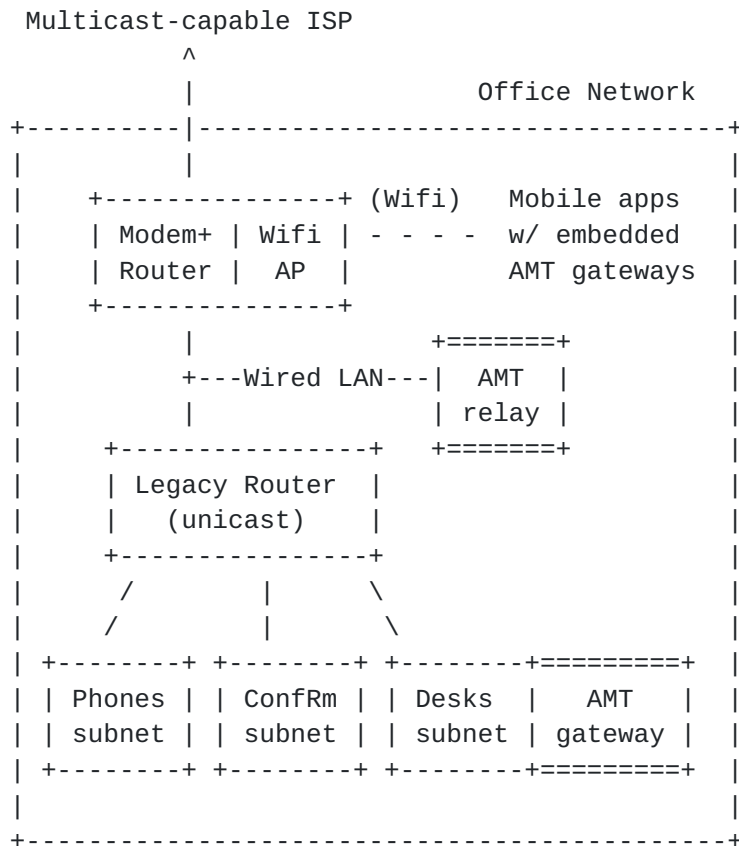 Multicast-capable ISP
^
|                Office Network
+----------|---------------------------------+
|          |                                 |
|    +---------------+ (Wifi)   Mobile apps  |
|    | Modem+ | Wifi | - - - -  w/ embedded  |
|    | Router |  AP  |          AMT gateways |
|    +---------------+                       |
|          |              +=======+          |
|          +---Wired LAN---|  AMT  |         |
|          |               | relay |         |
|     +----------------+   +=======+         |
|     | Legacy Router  |                     |
|     |   (unicast)    |                     |
|     +----------------+                     |
|      /        |      \                     |
|     /         |       \                    |
| +--------+ +--------+ +--------+=========+ |
| | Phones | | ConfRm | | Desks  |   AMT   | |
| | subnet | | subnet | | subnet | gateway | |
| +--------+ +--------+ +--------+=========+ |
|                                            |
+--------------------------------------------+